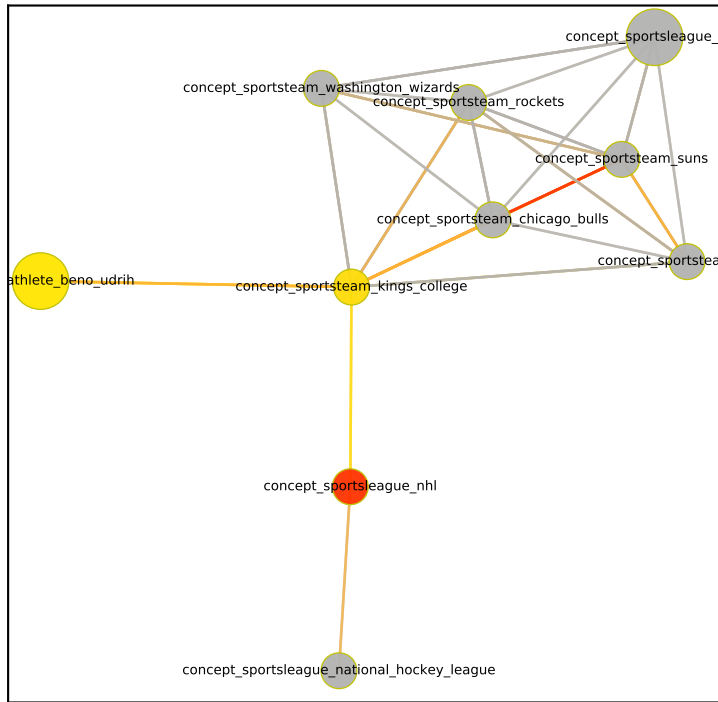 concept_sportsleague_
concept_sportsteam_washington_wizards
concept_sportsteam_rockets
concept_sportsteam_suns
concept_sportsteam_chicago_bulls
concept_sportstea
athlete_beno_udrih
concept_sportsteam_kings_college
concept_sportsleague_nhl
concept_sportsleague_national_hockey_league